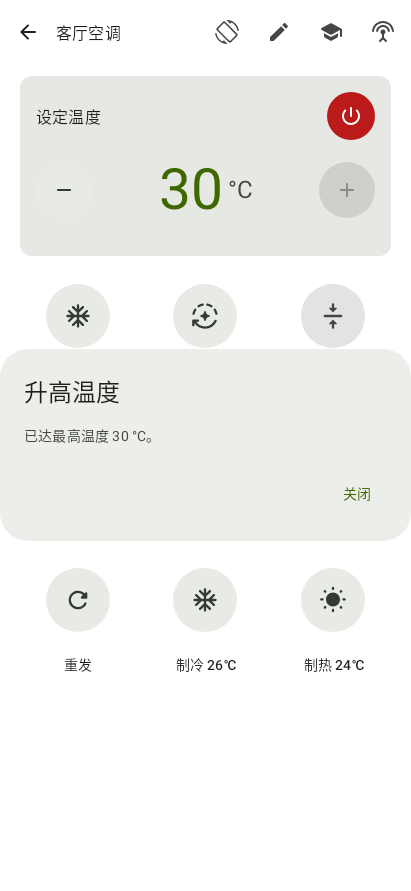 客厅空调
设定温度
30 °C
升高温度
已达最高温度 30 °C。
关闭
重发
制冷 26℃
制热 24℃